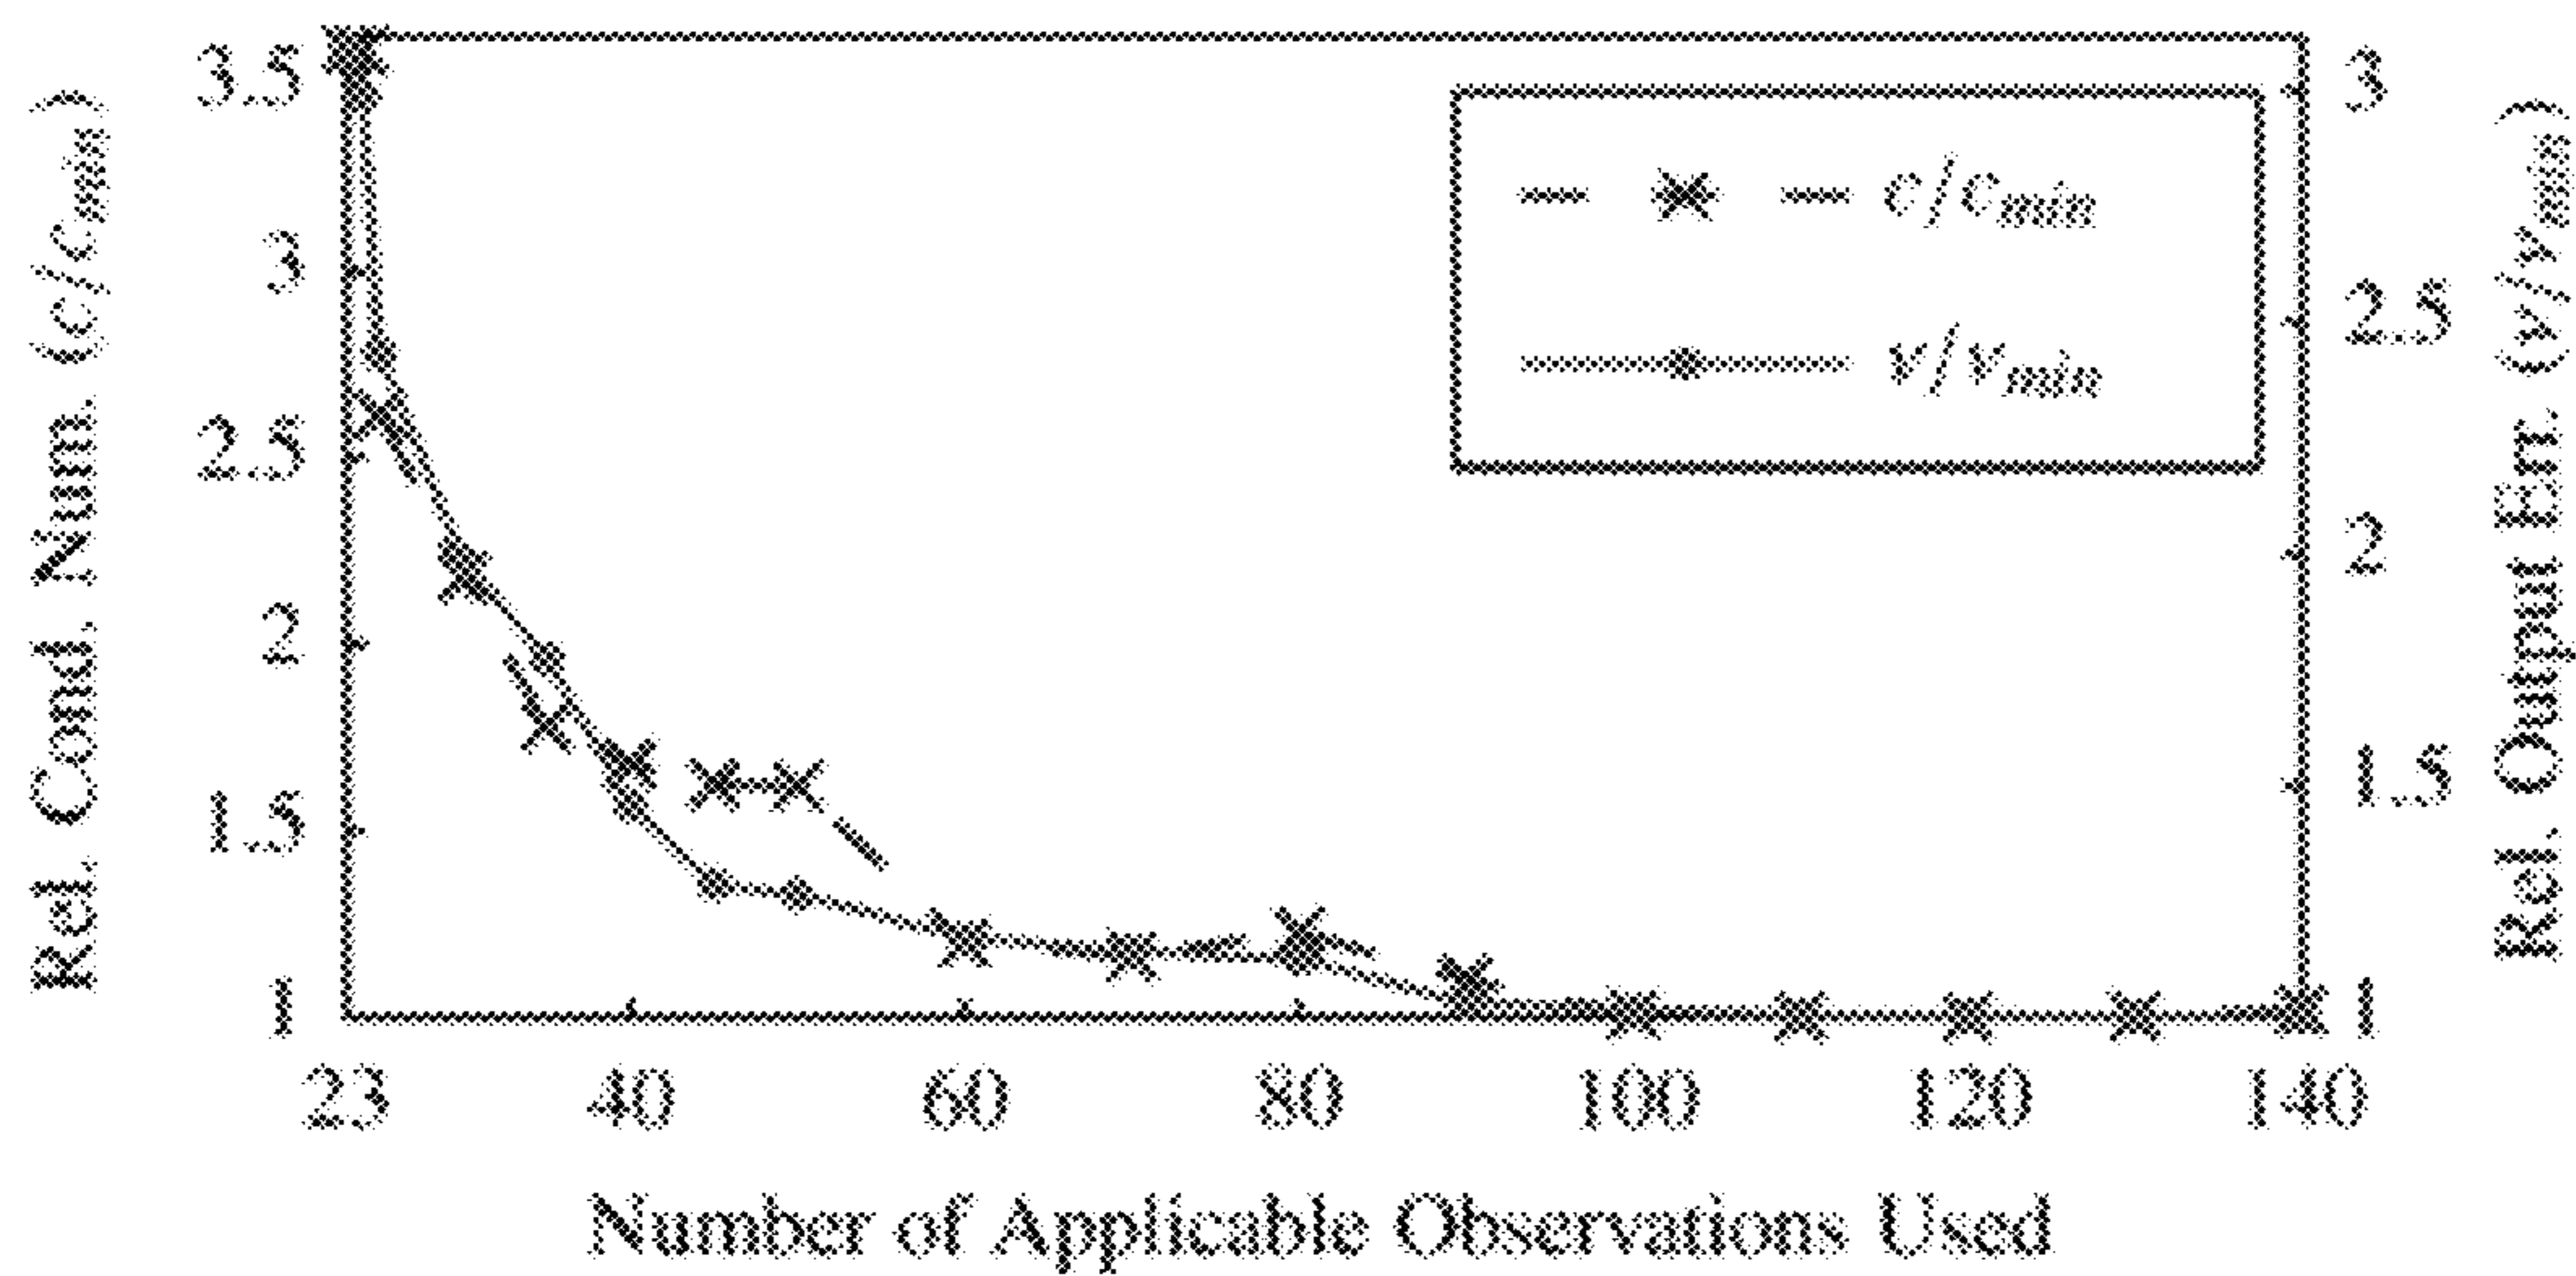 Rel. Cond. Num. (c/cmin)
3.5
3
2.5
2
1.5
1
c/cmin
v/vmin
3
2.5
2
1.5
1
Rel. Output Err. (v/vmin)
23 40 60 80 100 120 140
Number of Applicable Observations Used